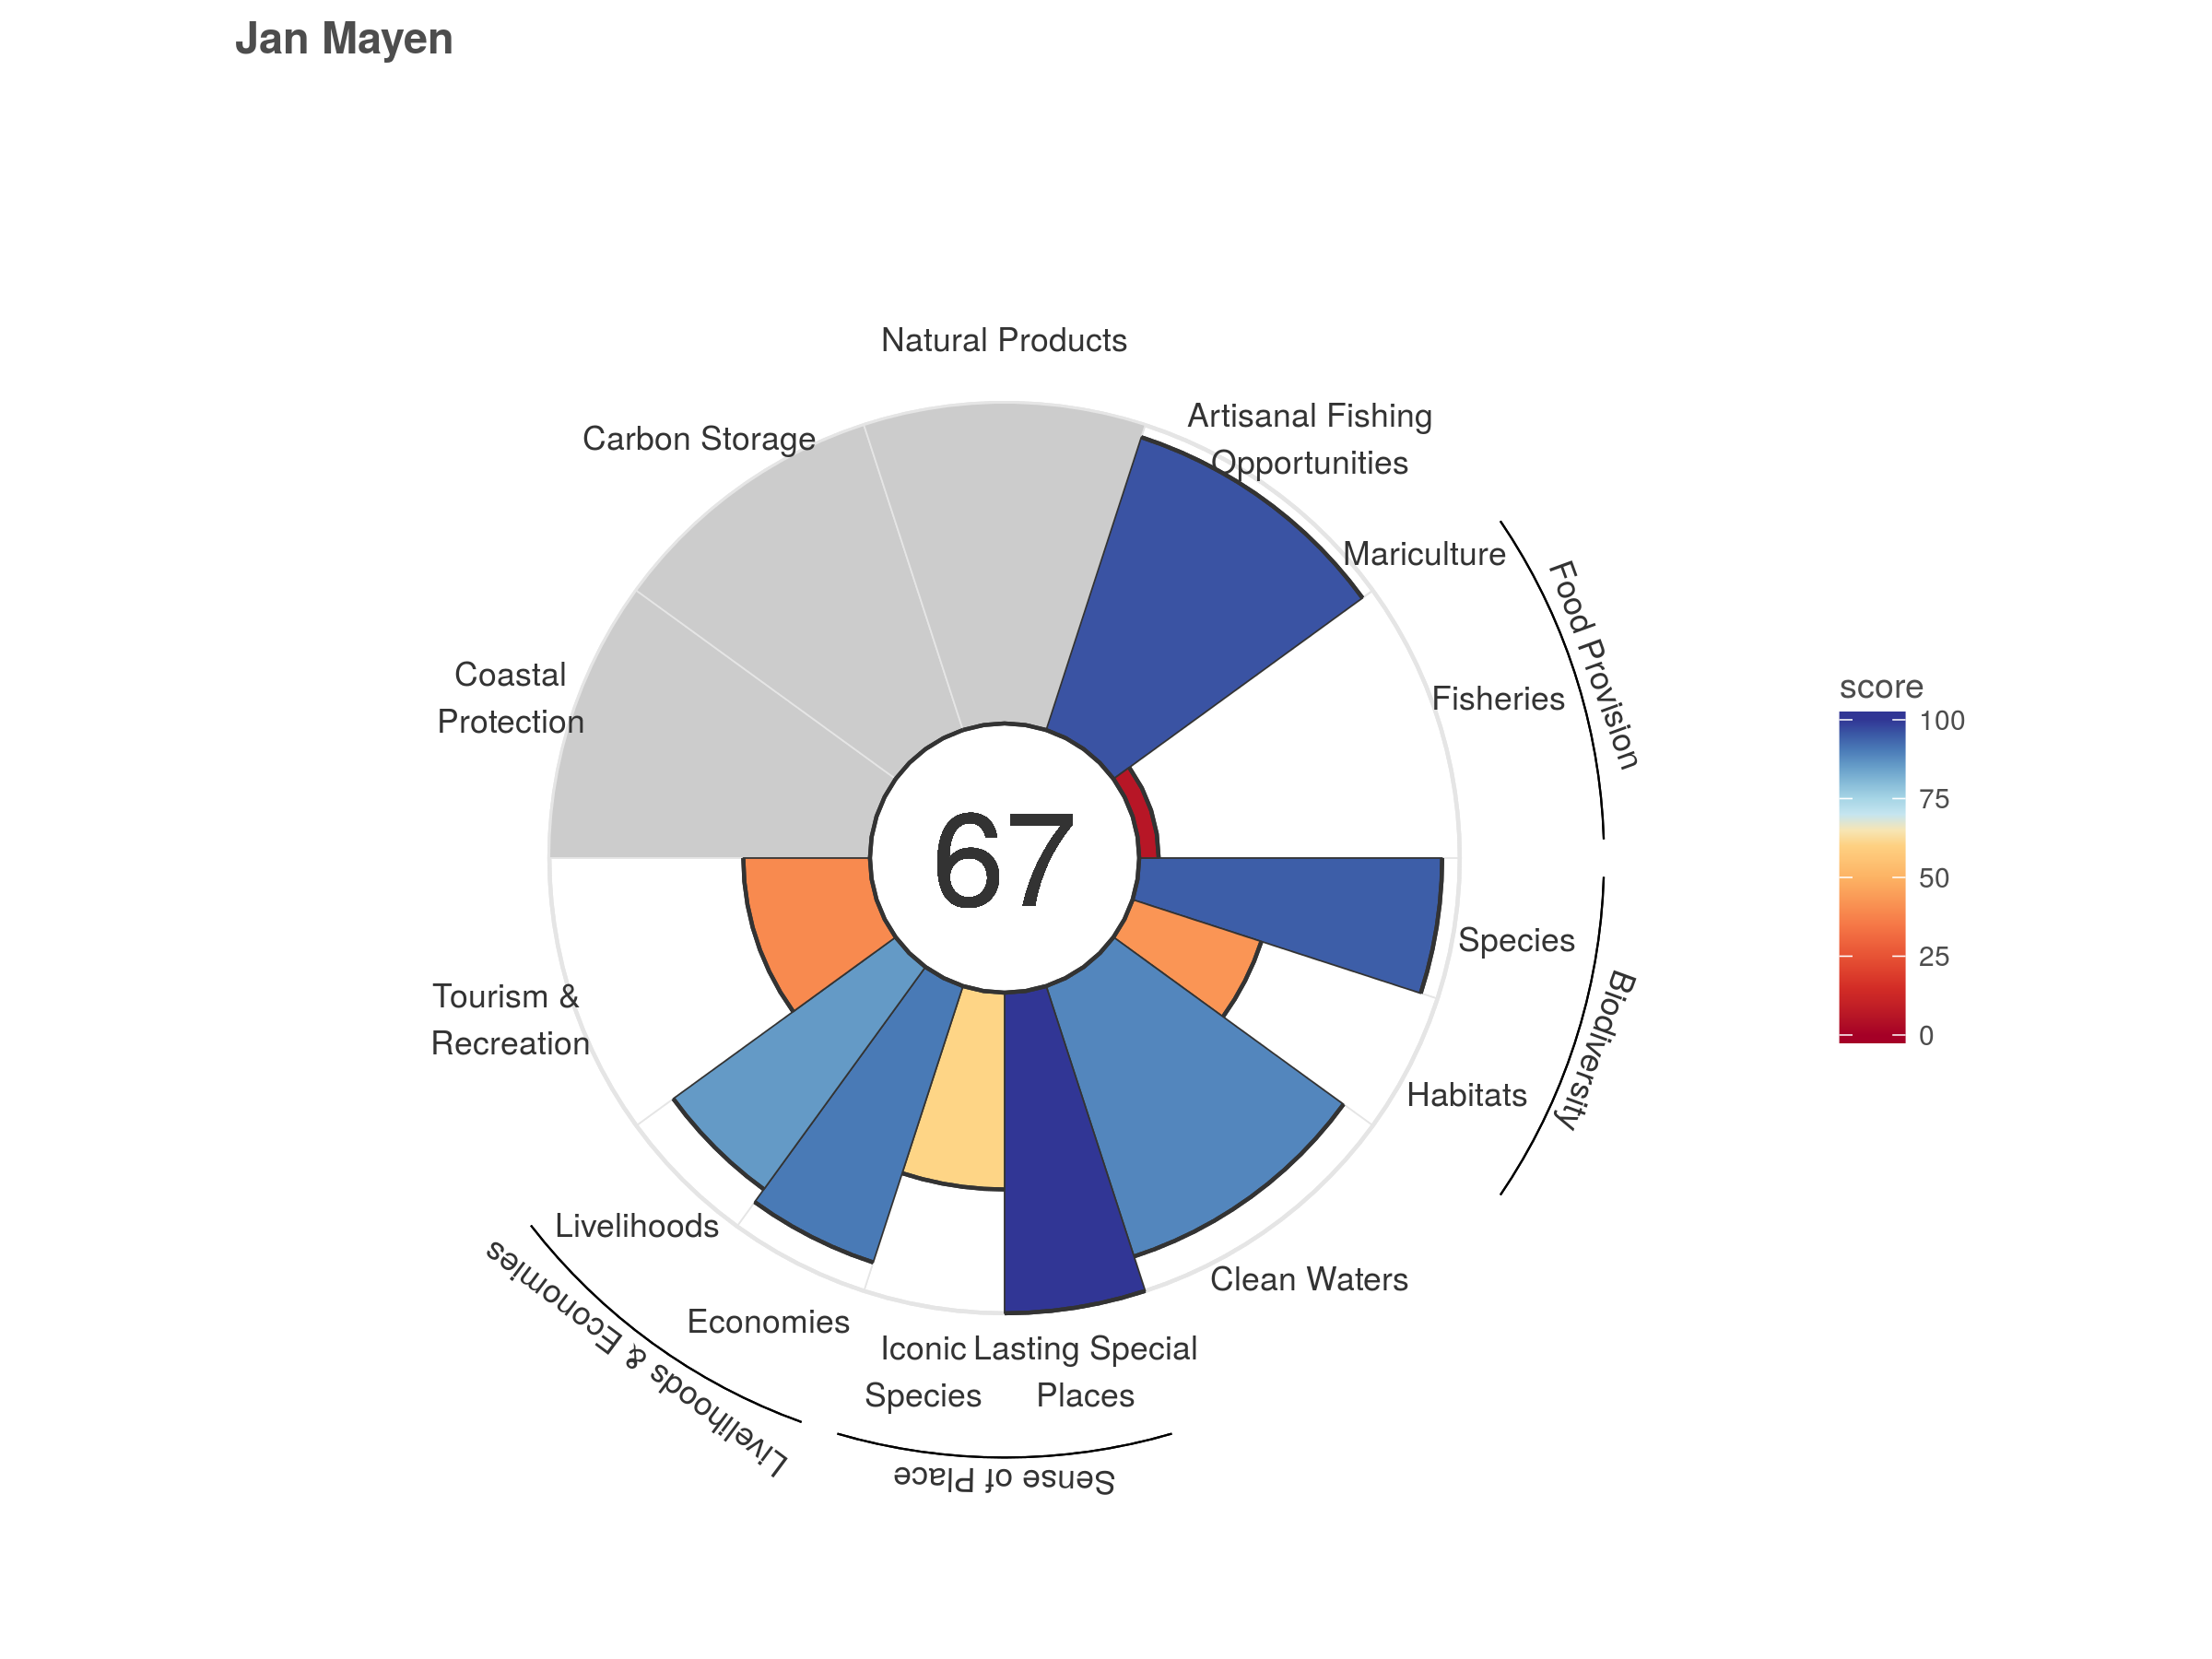 Jan Mayen
Natural Products
Artisanal Fishing
Opportunities
Carbon Storage
Mariculture
Food Provision
Fisheries
Coastal
Protection
67
score
100
75
50
25
0
Species
Biodiversity
Habitats
Tourism &
Recreation
Livelihoods
Clean Waters
Economies
Livelihoods & Economies
Iconic
Species
Lasting Special
Places
Sense of Place